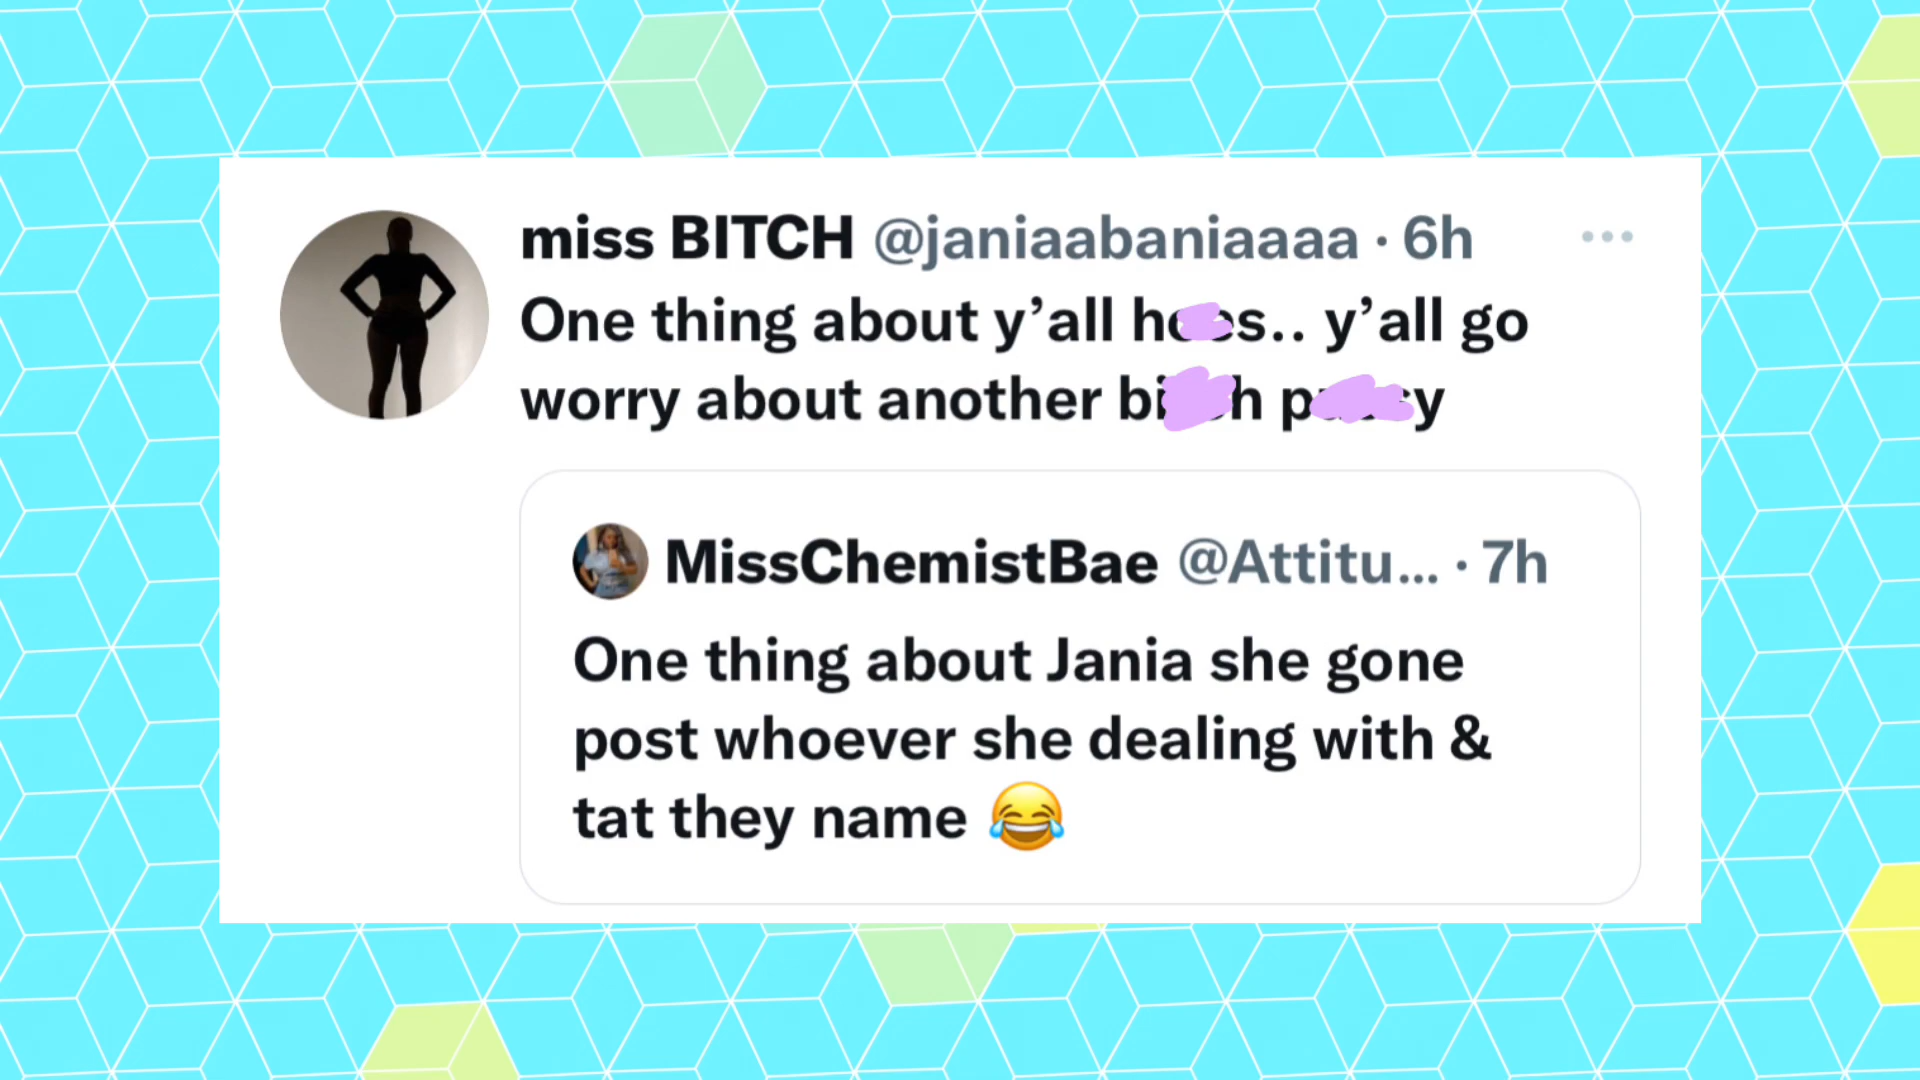 miss BITCH @janiaabaniaaaa · 6h
One thing about y’all .. y’all go
worry about another
MissChemistBae @Attitu... · 7h
One thing about Jania she gone
post whoever she dealing with &
tat they name 😂